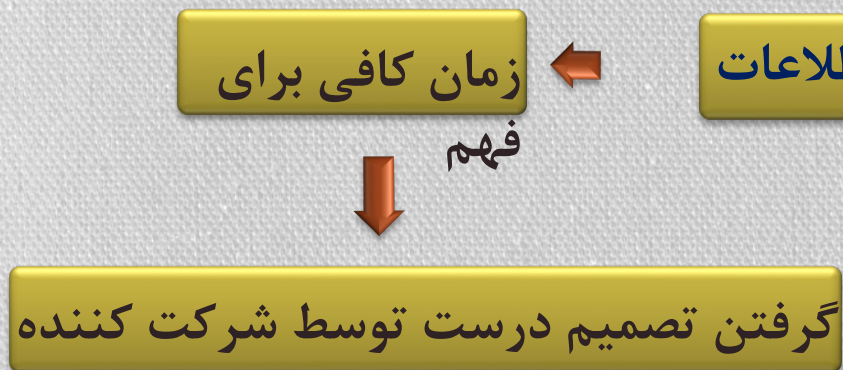 زمان کافی برای
فهم
گرفتن تصمیم درست توسط شرکت کننده